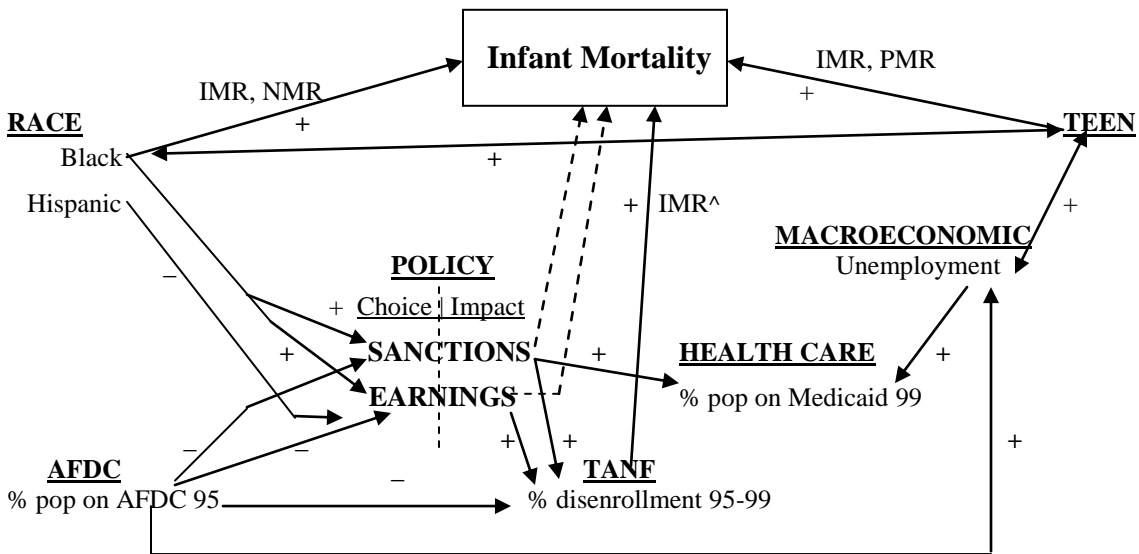 Infant Mortality
IMR, PMR
IMR, NMR
+
+
RACE
TEEN
Black
+
Hispanic
+ IMR^
+
MACROECONOMIC
Unemployment
–
POLICY
+ Choice | Impact
SANCTIONS
+
HEALTH CARE
+
+
EARNINGS
% pop on Medicaid 99
–
–
+
+
+
AFDC
–
TANF
% pop on AFDC 95
% disenrollment 95-99